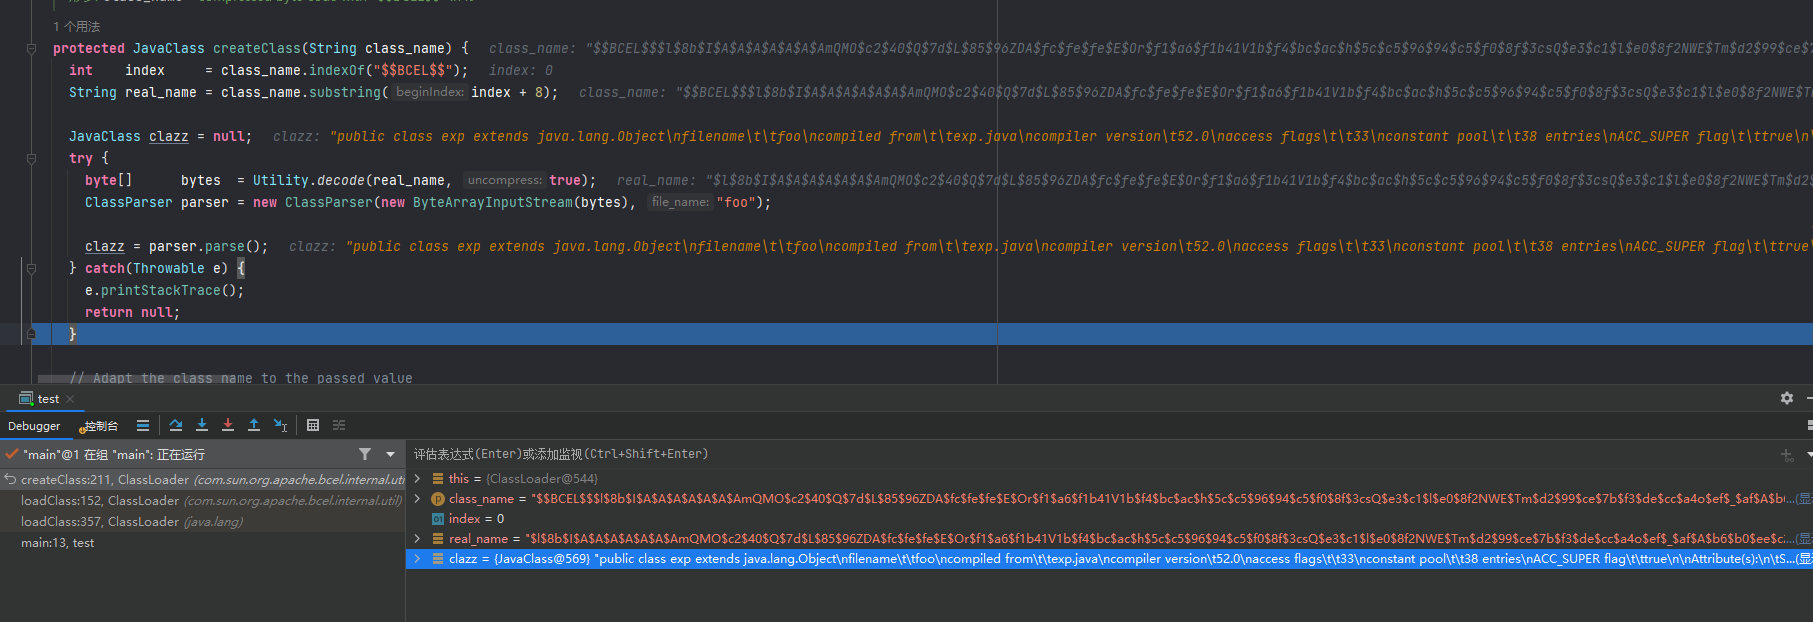 1 个用法
protected JavaClass createClass(String class_name) {   class_name: "$$BCEL$$$l$8b$I$A$A$A$A$A$A$AmQMO$c2$40$Q$7d$L$85$96ZDA$fc$fe$fe$E$Or$f1$a6$f1b41V1b$f4$bc$ac$h$5c$c5$96$94$c5$f0$8f$3csQ$e3$c1$l$e0$8f2NWE$Tm$d2$99$ce$7
int    index     = class_name.indexOf("$$BCEL$$");   index: 0
String real_name = class_name.substring( beginIndex: index + 8);   class_name: "$$BCEL$$$l$8b$I$A$A$A$A$A$A$AmQMO$c2$40$Q$7d$L$85$96ZDA$fc$fe$fe$E$Or$f1$a6$f1b41V1b$f4$bc$ac$h$5c$c5$96$94$c5$f0$8f$3csQ$e3$c1$l$e0$8f2NWE$T
JavaClass clazz = null;   clazz: "public class exp extends java.lang.Object\nfilename\t\tfoo\ncompiled from\t\texp.java\ncompiler version\t52.0\naccess flags\t\t33\nconstant pool\t\t38 entries\nACC_SUPER flag\t\ttrue\n\
try {
byte[]      bytes  = Utility.decode(real_name,  uncompress: true);   real_name: "$l$8b$I$A$A$A$A$A$A$AmQMO$c2$40$Q$7d$L$85$96ZDA$fc$fe$fe$E$Or$f1$a6$f1b41V1b$f4$bc$ac$h$5c$c5$96$94$c5$f0$8f$3csQ$e3$c1$l$e0$8f2NWE$Tm$d2$
ClassParser parser = new ClassParser(new ByteArrayInputStream(bytes),  file_name: "foo");
clazz = parser.parse();   clazz: "public class exp extends java.lang.Object\nfilename\t\tfoo\ncompiled from\t\texp.java\ncompiler version\t52.0\naccess flags\t\t33\nconstant pool\t\t38 entries\nACC_SUPER flag\t\ttrue\
} catch(Throwable e) {
e.printStackTrace();
return null;
}
// Adapt the class name to the passed value
test
Debugger 控制台
"main"@1 在组 "main": 正在运行
评估表达式(Enter)或添加监视(Ctrl+Shift+Enter)
createClass:211, ClassLoader (com.sun.org.apache.bcel.internal.uti
loadClass:152, ClassLoader (com.sun.org.apache.bcel.internal.util)
loadClass:357, ClassLoader (java.lang)
main:13, test
this = {ClassLoader@544}
class_name = "$$BCEL$$$l$8b$I$A$A$A$A$A$A$AmQMO$c2$40$Q$7d$L$85$96ZDA$fc$fe$fe$E$Or$f1$a6$f1b41V1b$f4$bc$ac$h$5c$c5$96$94$c5$f0$8f$3csQ$e3$c1$l$e0$8f2NWE$Tm$d2$99$ce$7b$f3$de$cc$a4o$ef$_$af$A$b6...(显
index = 0
real_name = "$l$8b$I$A$A$A$A$A$A$AmQMO$c2$40$Q$7d$L$85$96ZDA$fc$fe$fe$E$Or$f1$a6$f1b41V1b$f4$bc$ac$h$5c$c5$96$94$c5$f0$8f$3csQ$e3$c1$l$e0$8f2NWE$Tm$d2$99$ce$7b$f3$de$cc$a4o$ef$_$af$A$b6$b0$ee$c...(显
clazz = {JavaClass@569} "public class exp extends java.lang.Object\nfilename\t\tfoo\ncompiled from\t\texp.java\ncompiler version\t52.0\naccess flags\t\t33\nconstant pool\t\t38 entries\nACC_SUPER flag\t\ttrue\n\nAttribute(s):\n\tS...(显